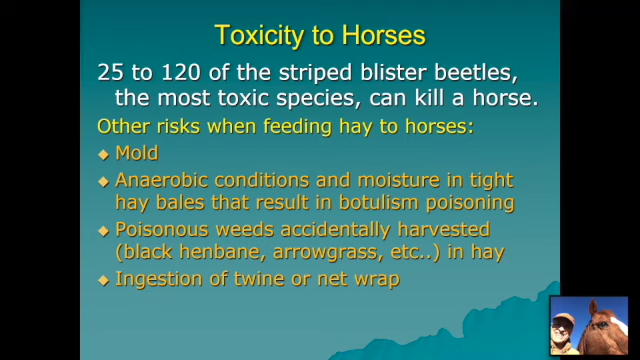 Toxicity to Horses
25 to 120 of the striped blister beetles,
the most toxic species, can kill a horse.
Other risks when feeding hay to horses:
Mold
Anaerobic conditions and moisture in tight
hay bales that result in botulism poisoning
Poisonous weeds accidentally harvested
(black henbane, arrowgrass, etc..) in hay
Ingestion of twine or net wrap